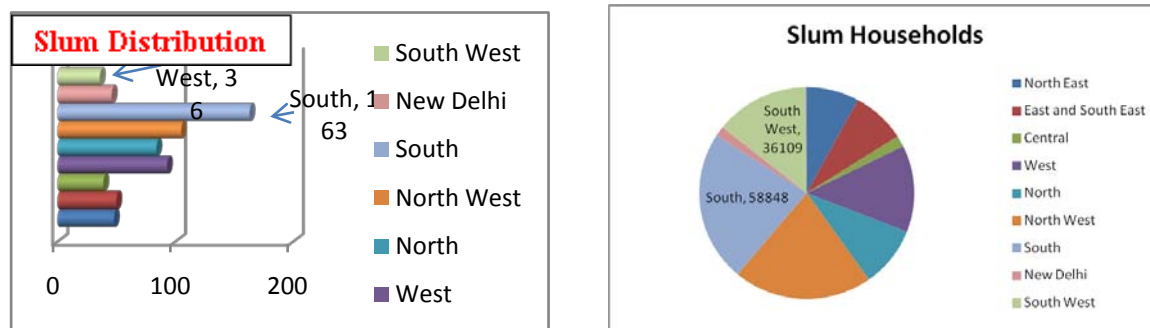 Slum Distribution
West, 3
6
South, 1
63
0
100
200
South West
New Delhi
South
North West
North
West
Slum Households
South
West,
36109
South, 58848
North East
East and South East
Central
West
North
North West
South
New Delhi
South West